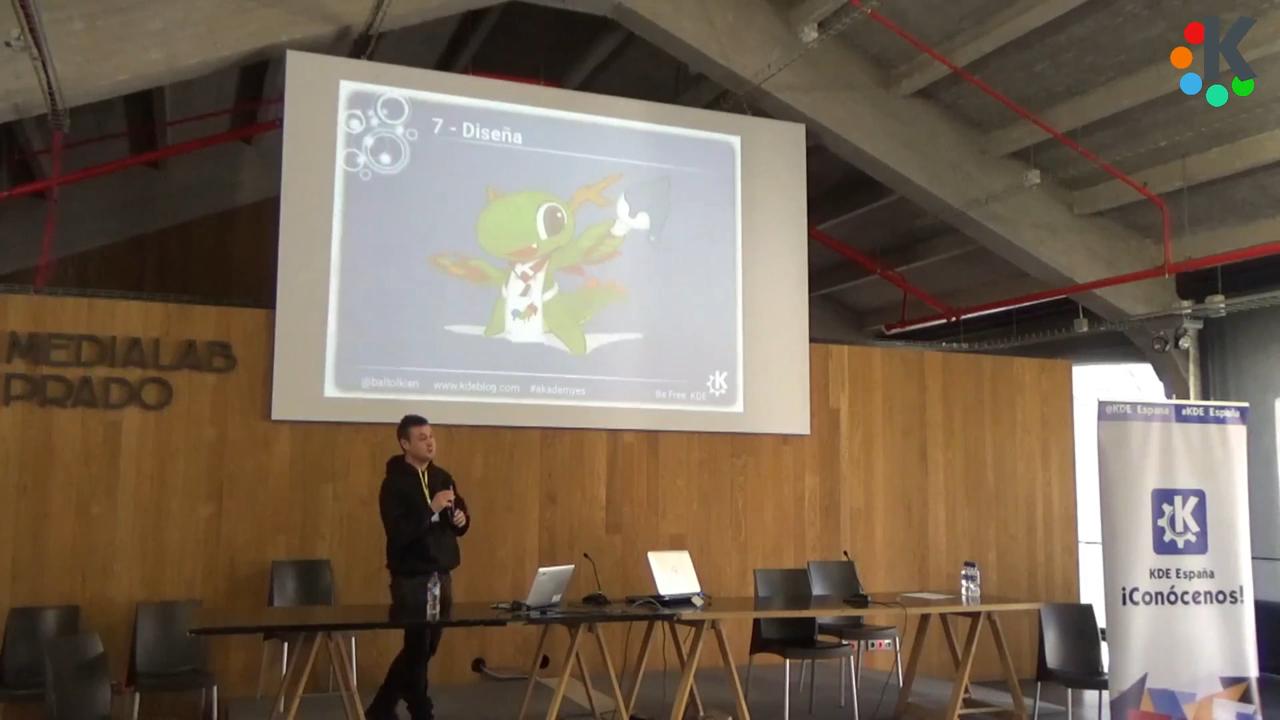 7 - Diseña
@baltolkien www.kdeblog.com #akademyes
Be Free KDE
MEDIALAB
PRADO
@KDE España #KDE España
K
KDE España
¡Conócenos!
K